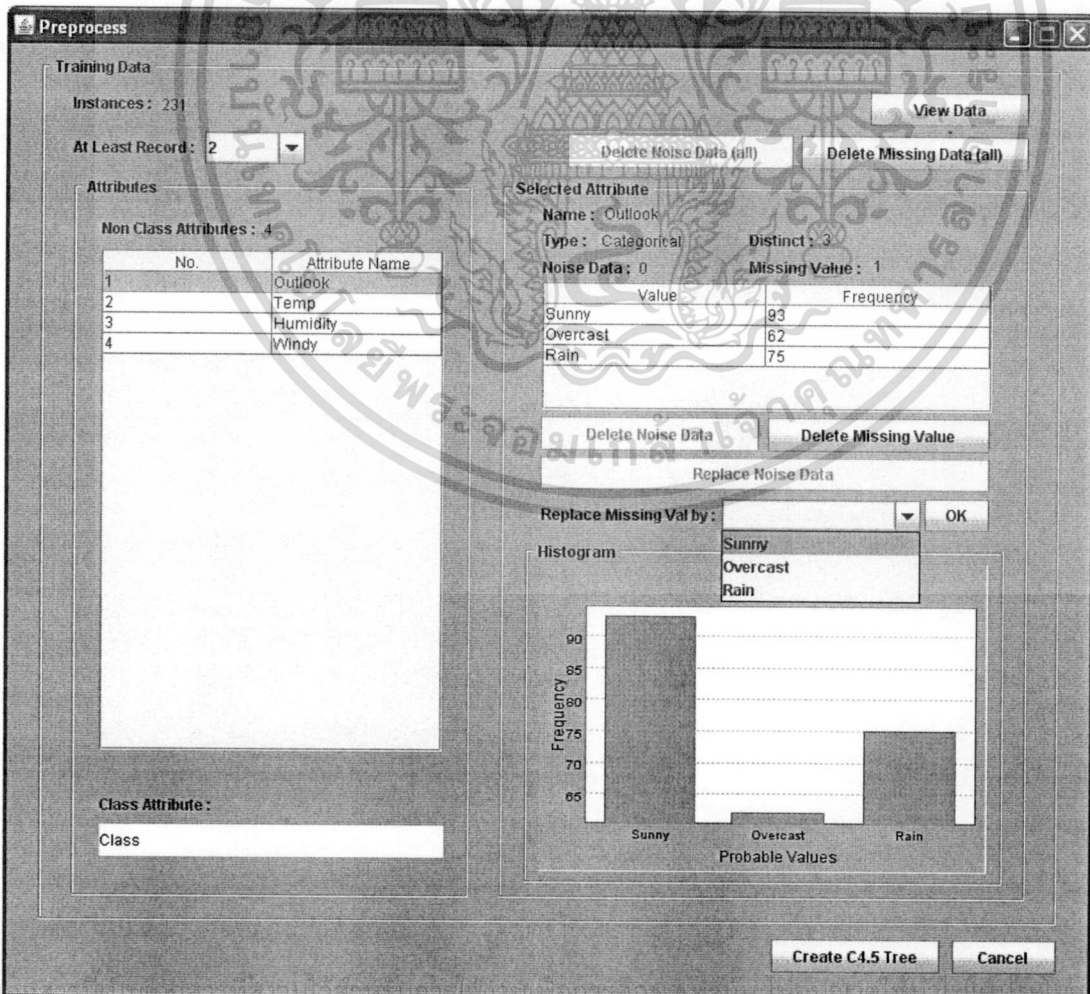 Preprocess
Training Data
Instances : 231
View Data
At Least Record : 2
Delete Noise Data (all)
Delete Missing Data (all)
Attributes
Non Class Attributes : 4
No. Attribute Name
1 Outlook
2 Temp
3 Humidity
4 Windy
Class Attribute :
Class
Selected Attribute
Name : Outlook
Type : Categorical Distinct : 3
Noise Data : 0 Missing Value : 1
Value Frequency
Sunny 93
Overcast 62
Rain 75
Delete Noise Data
Delete Missing Value
Replace Noise Data
Replace Missing Val by : OK
Sunny
Overcast
Rain
Histogram
Frequency
90
85
80
75
70
65
Sunny Overcast Rain
Probable Values
Create C4.5 Tree
Cancel